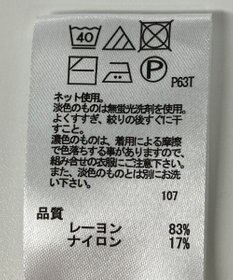 40
P P63T
ネット使用。
淡色のものは無蛍光洗剤を使用。
よくすすぎ、絞りの後すぐに干
すこと。
濃色のものは、着用による摩擦
で色落ちする事がありますので、
組み合せの衣服にご注意下さい。
また、淡色のものとは別にお洗
い下さい。
107
品質
レーヨン 83%
ナイロン 17%